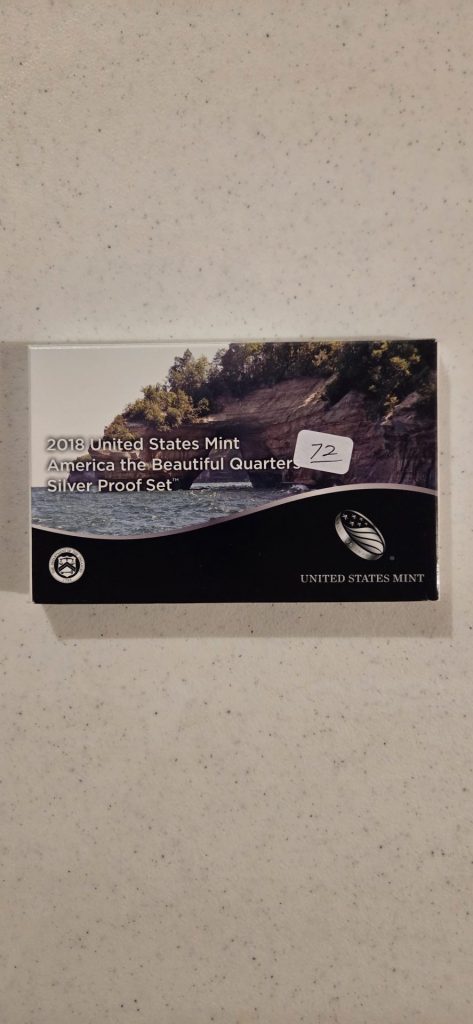 2018 United States Mint
America the Beautiful Quarters
Silver Proof Set™
72
UNITED STATES MINT